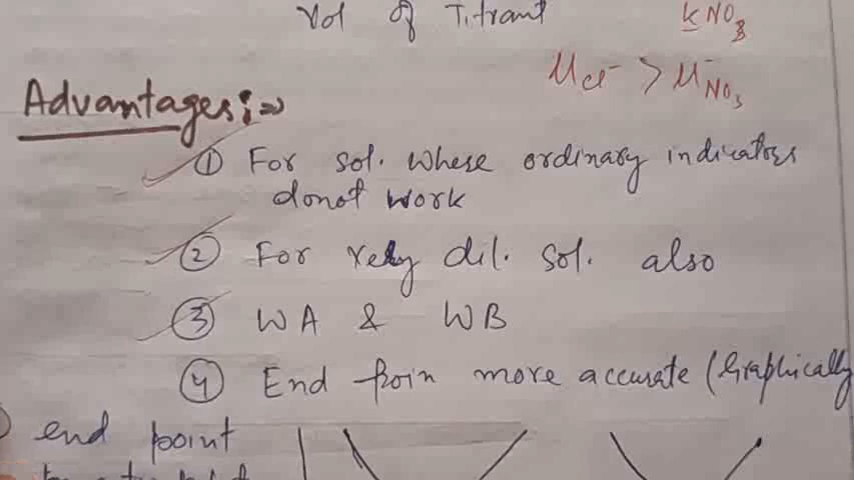 Vol of Titrant KNO3
μCl⁻ > μNO3⁻
Advantages :⇒
① For sol. where ordinary indicators
donot work
② For very dil. sol. also
③ WA & WB
④ End poin more accurate (Graphically
end point